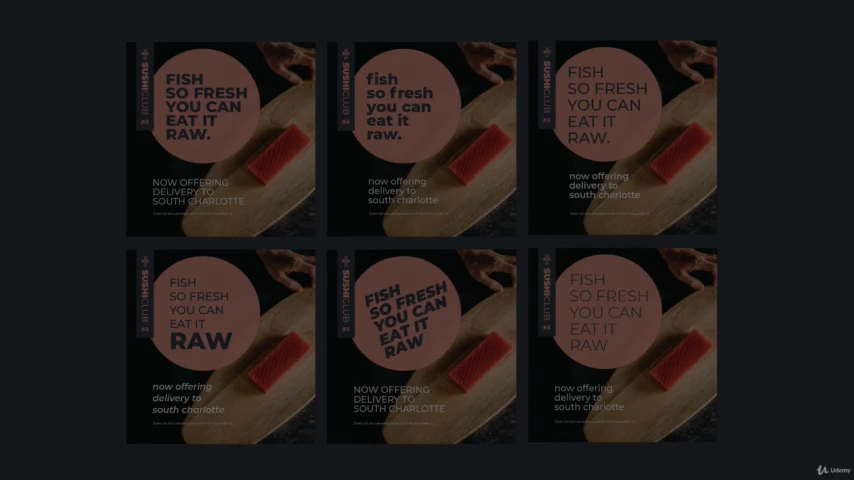 SUSHICLUB
FISH
SO FRESH
YOU CAN
EAT IT
RAW.
NOW OFFERING
DELIVERY TO
SOUTH CHARLOTTE
SUSHICLUB
fish
so fresh
you can
eat it
raw.
now offering
delivery to
south charlotte
SUSHICLUB
FISH
SO FRESH
YOU CAN
EAT IT
RAW.
now offering
delivery to
south charlotte
SUSHICLUB
FISH
SO FRESH
YOU CAN
EAT IT
RAW
now offering
delivery to
south charlotte
SUSHICLUB
FISH
SO FRESH
YOU CAN
EAT IT
RAW
NOW OFFERING
DELIVERY TO
SOUTH CHARLOTTE
SUSHICLUB
FISH
SO FRESH
YOU CAN
EAT IT
RAW
now offering
delivery to
south charlotte
Udemy